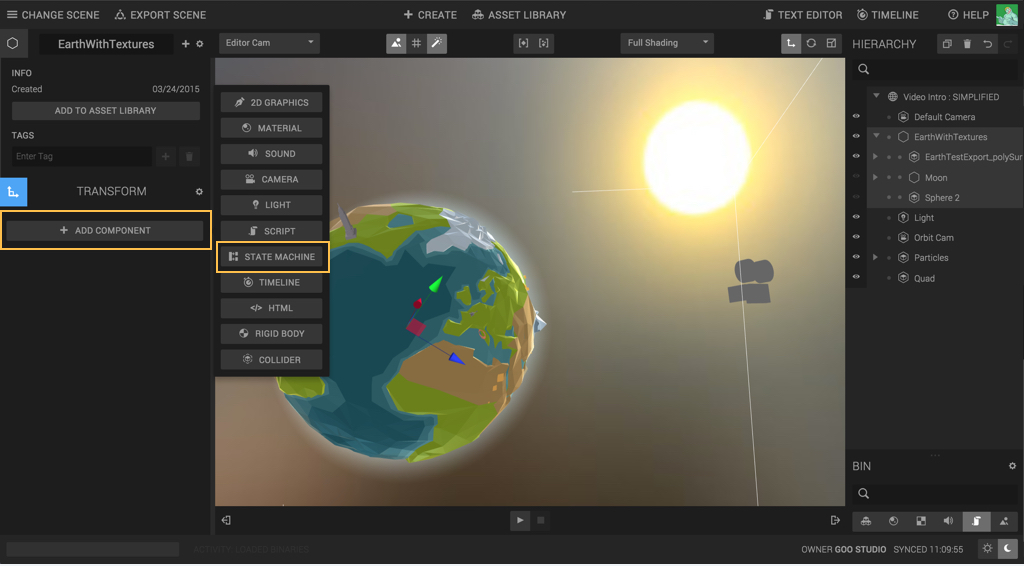 CHANGE SCENE
EXPORT SCENE
CREATE
ASSET LIBRARY
TEXT EDITOR
TIMELINE
HELP
EarthWithTextures
Editor Cam
Full Shading
HIERARCHY
INFO
Created 03/24/2015
ADD TO ASSET LIBRARY
TAGS
Enter Tag
TRANSFORM
ADD COMPONENT
2D GRAPHICS
MATERIAL
SOUND
CAMERA
LIGHT
SCRIPT
STATE MACHINE
TIMELINE
</> HTML
RIGID BODY
COLLIDER
Video Intro : SIMPLIFIED
Default Camera
EarthWithTextures
EarthTestExport_polySur
Moon
Sphere 2
Light
Orbit Cam
Particles
Quad
BIN
ACTIVITY: LOADED BINARIES
OWNER GOO STUDIO SYNCED 11:09:55